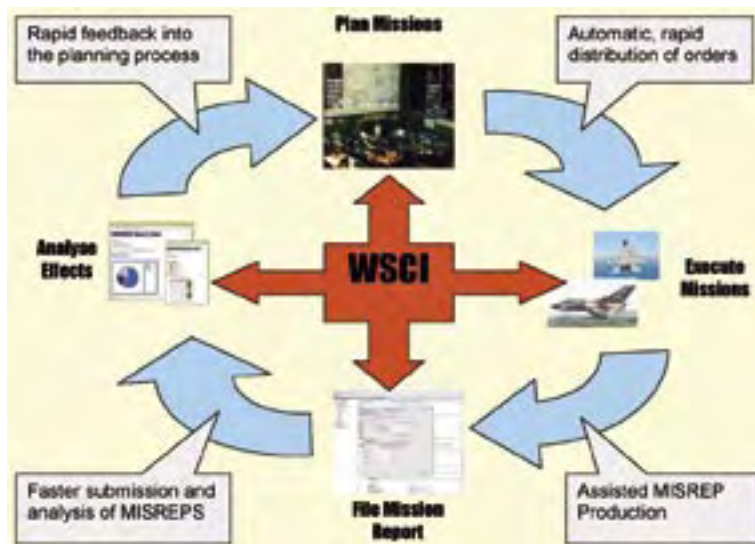 Rapid feedback into
the planning process
Plan Missions
Automatic, rapid
distribution of orders
Analyse
Effects
WSCI
Execute
Missions
Faster submission and
analysis of MISREPS
File Mission
Report
Assisted MISREP
Production